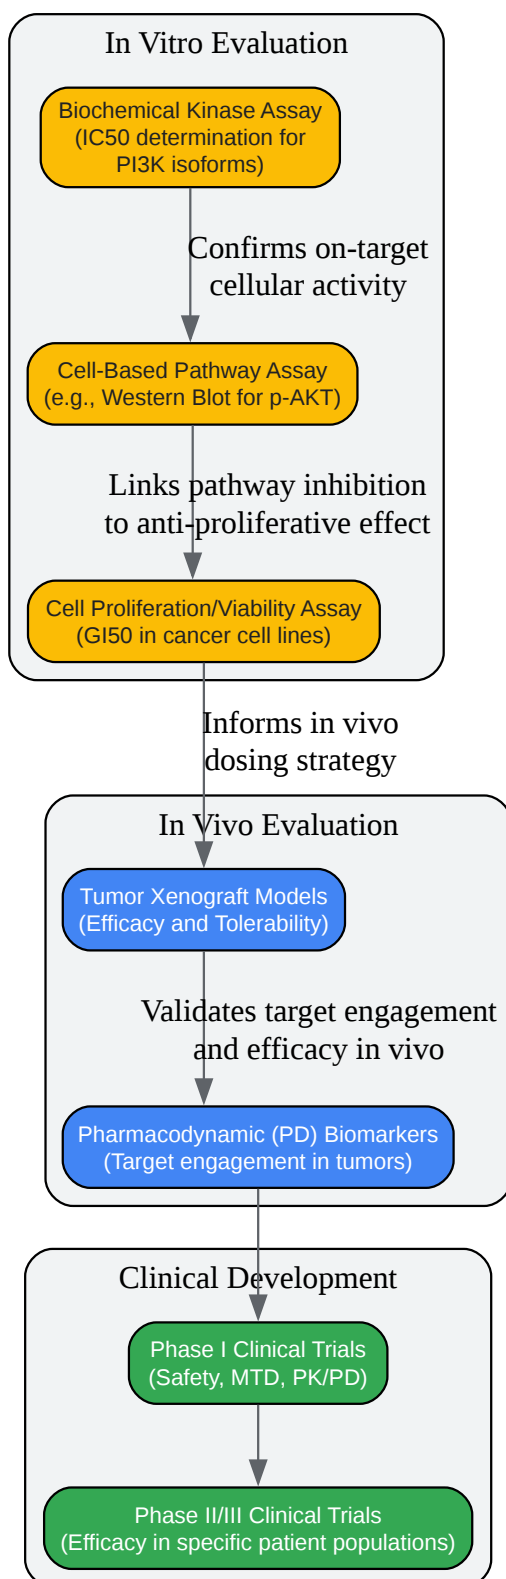 In Vitro Evaluation
Biochemical Kinase Assay
(IC50 determination for
PI3K isoforms)
Confirms on-target
cellular activity
Cell-Based Pathway Assay
(e.g., Western Blot for p-AKT)
Links pathway inhibition
to anti-proliferative effect
Cell Proliferation/Viability Assay
(GI50 in cancer cell lines)
Informs in vivo
dosing strategy
In Vivo Evaluation
Tumor Xenograft Models
(Efficacy and Tolerability)
Validates target engagement
and efficacy in vivo
Pharmacodynamic (PD) Biomarkers
(Target engagement in tumors)
Clinical Development
Phase I Clinical Trials
(Safety, MTD, PK/PD)
Phase II/III Clinical Trials
(Efficacy in specific patient populations)